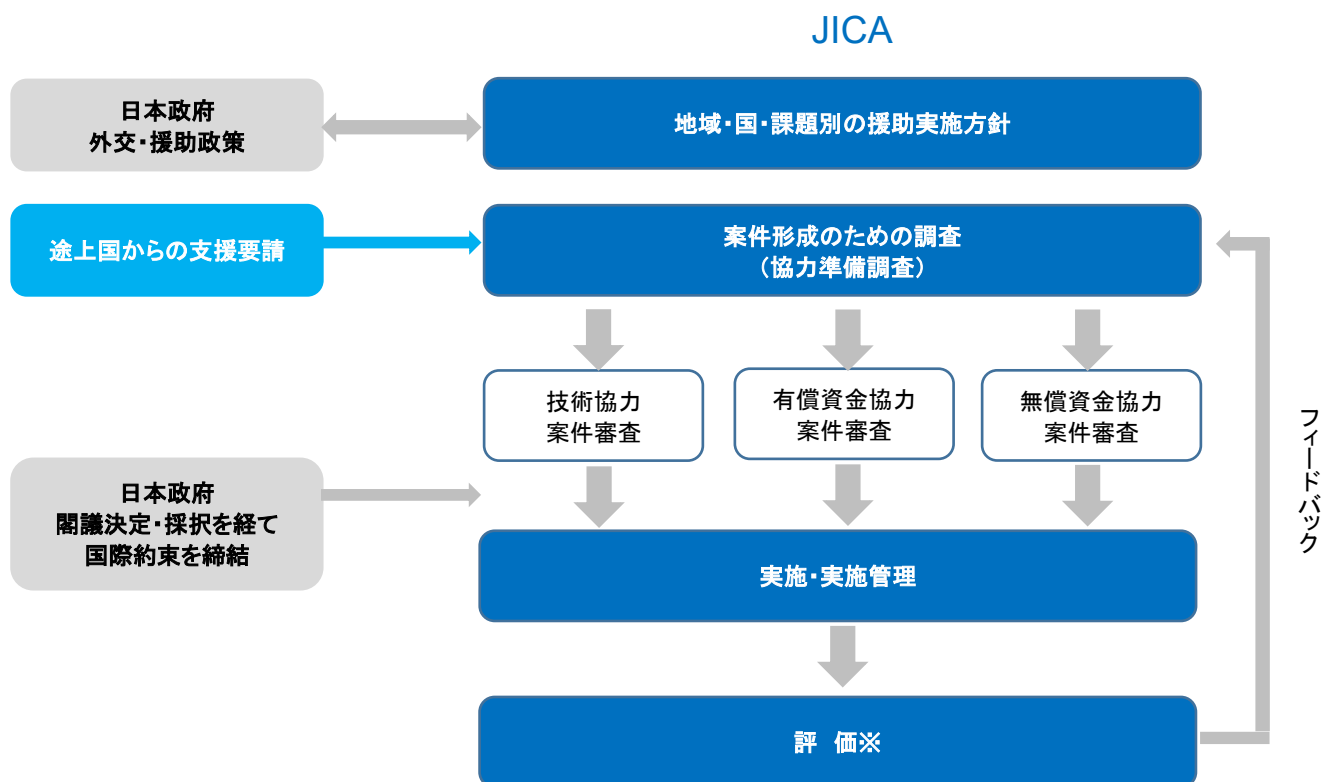 JICA
日本政府
外交・援助政策
地域・国・課題別の援助実施方針
途上国からの支援要請
案件形成のための調査
（協力準備調査）
技術協力
案件審査
有償資金協力
案件審査
無償資金協力
案件審査
フィードバック
日本政府
閣議決定・採択を経て
国際約束を締結
実施・実施管理
評　価※